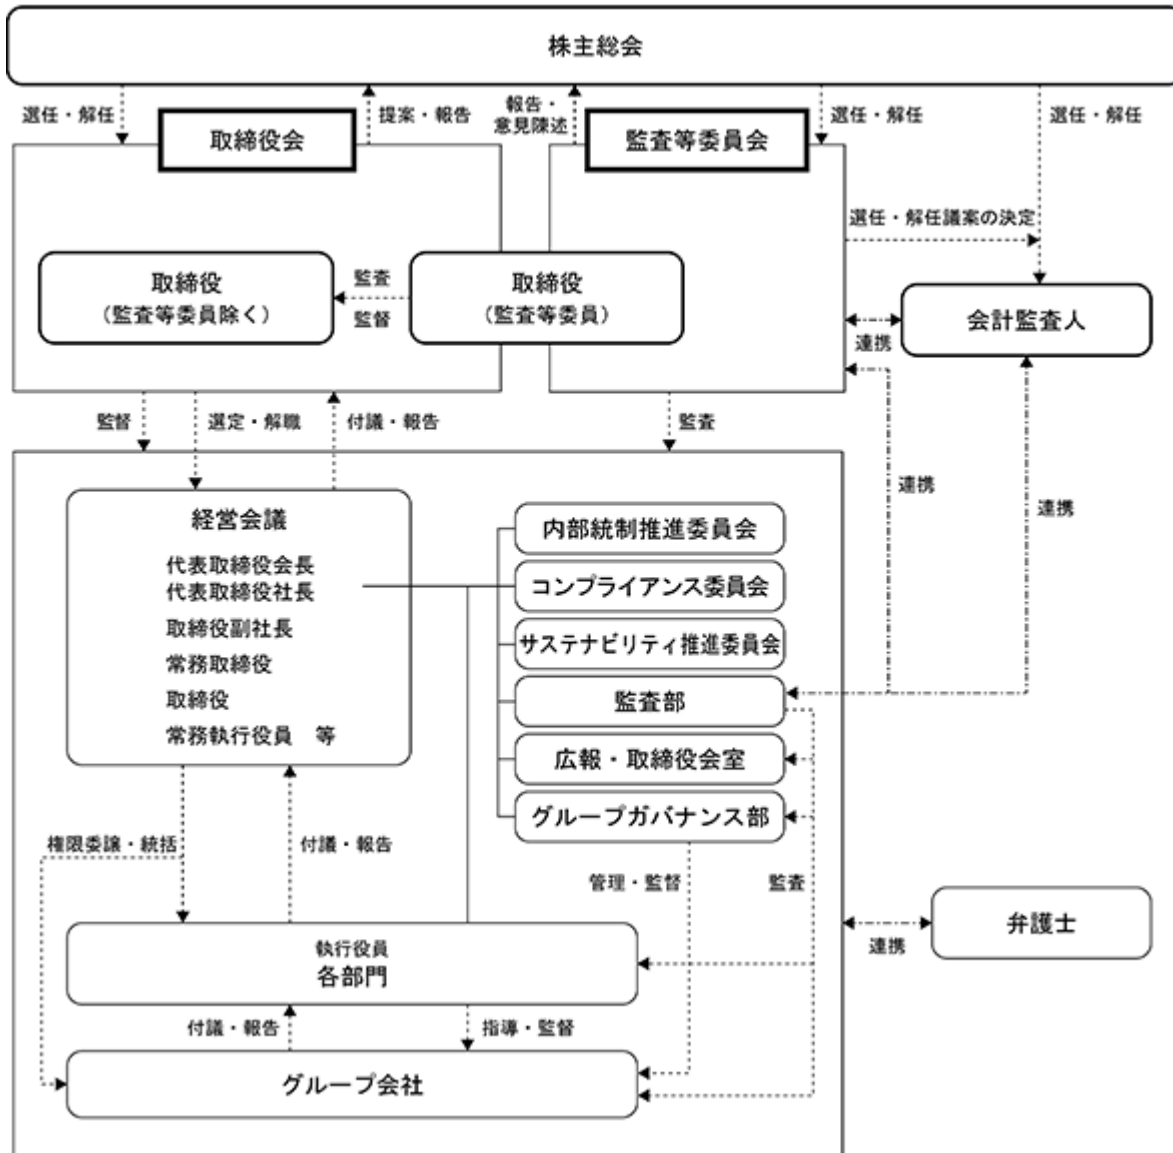 株主総会
選任・解任
提案・報告
報告・
意見陳述
選任・解任
選任・解任
取締役会
監査等委員会
選任・解任議案の決定
取締役
(監査等委員除く)
監査
監督
取締役
(監査等委員)
会計監査人
連携
監督
選定・解職
付議・報告
監査
連携
連携
経営会議
代表取締役会長
代表取締役社長
取締役副社長
常務取締役
取締役
常務執行役員 等
内部統制推進委員会
コンプライアンス委員会
サステナビリティ推進委員会
監査部
広報・取締役会室
グループガバナンス部
権限委譲・統括
付議・報告
管理・監督
監査
弁護士
連携
執行役員
各部門
付議・報告
指導・監督
グループ会社